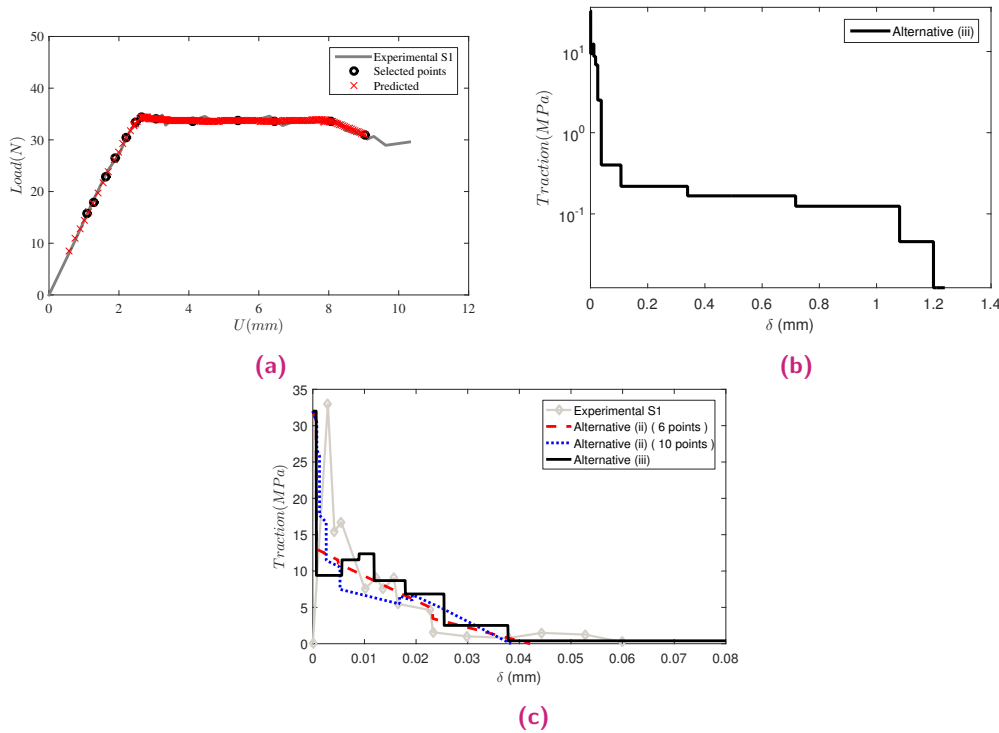 50
40
30
20
10
0
Load(N)
Experimental S1
Selected points
Predicted
0 2 4 6 8 10 12
U(mm)
(a)
10^1
10^0
10^-1
Traction(MPa)
Alternative (iii)
0 0.2 0.4 0.6 0.8 1 1.2 1.4
δ (mm)
(b)
35
30
25
20
15
10
5
0
Traction(MPa)
Experimental S1
Alternative (ii) ( 6 points )
Alternative (ii) ( 10 points )
Alternative (iii)
0 0.01 0.02 0.03 0.04 0.05 0.06 0.07 0.08
δ (mm)
(c)